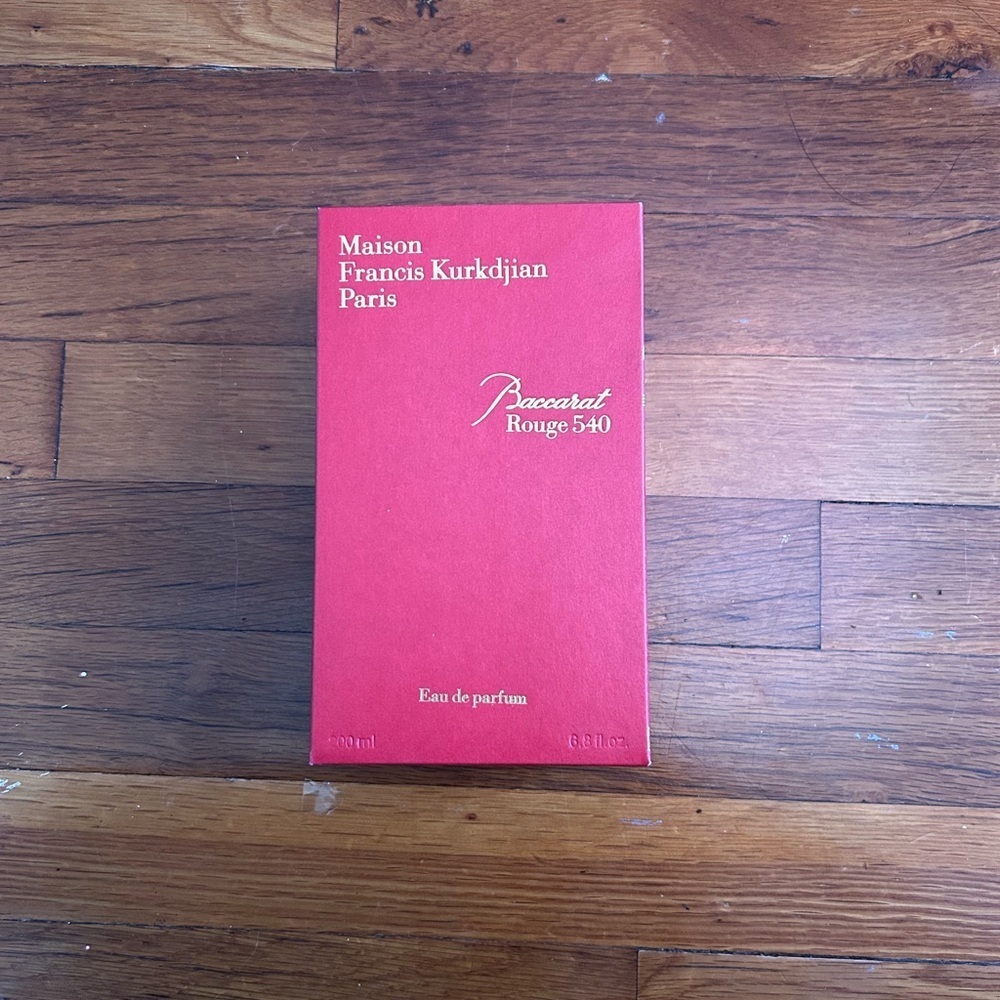 Maison
Francis Kurkdjian
Paris
Baccarat
Rouge 540
Eau de parfum
200 ml 6.8 fl.oz.